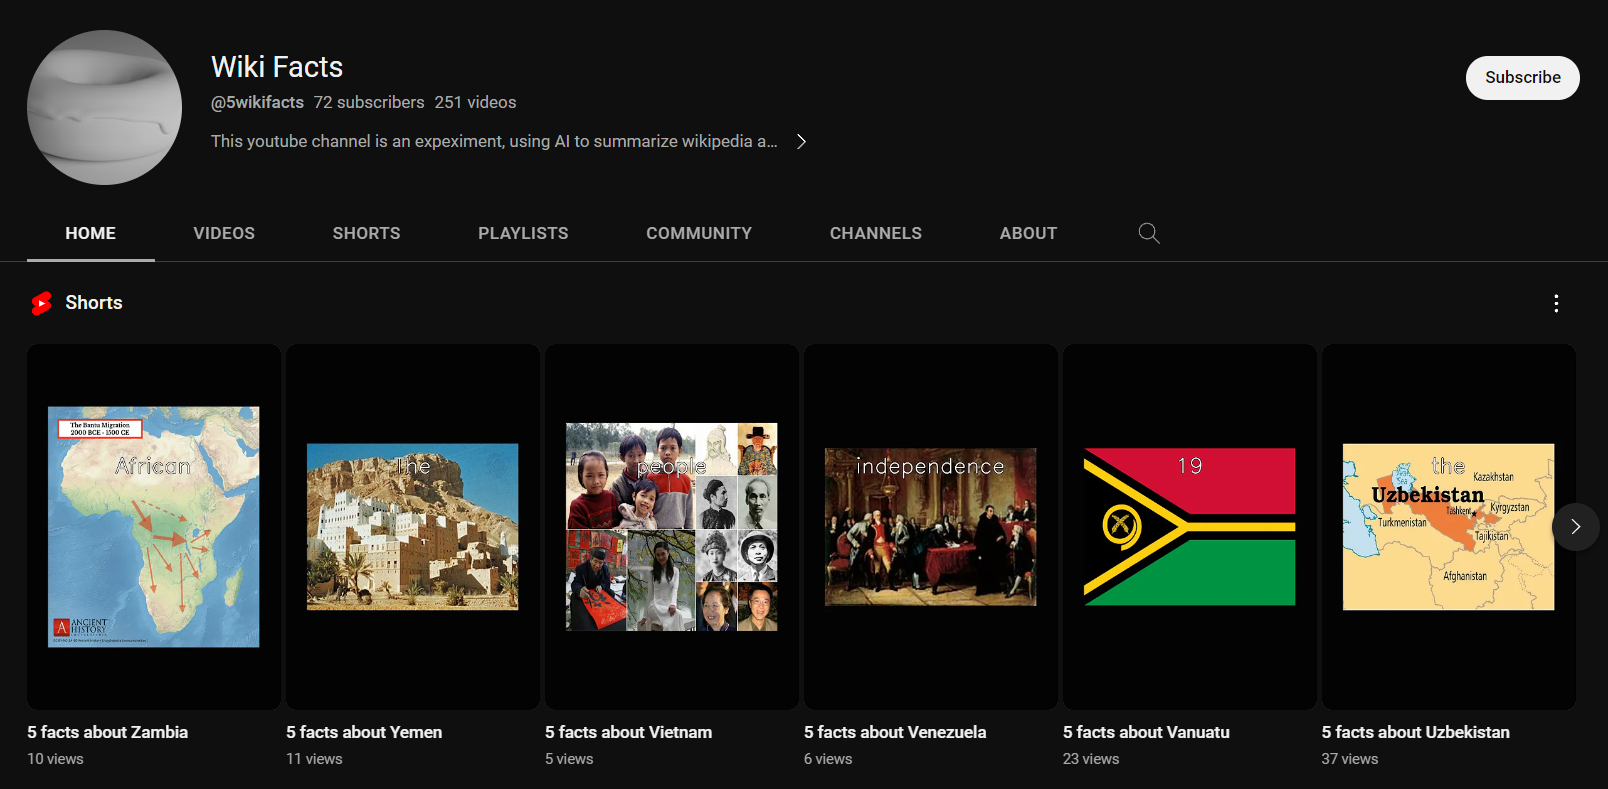 Wiki Facts
@5wikifacts 72 subscribers 251 videos
This youtube channel is an expeximent, using AI to summarize wikipedia a...
Subscribe
HOME VIDEOS SHORTS PLAYLISTS COMMUNITY CHANNELS ABOUT
Shorts
The Bantu Migration
2000 BCE - 1500 CE
African
ANCIENT
HISTORY
The
people
independence
19
the
Sea
Kazakhstan
Uzbekistan
Tashkent
Kyrgyzstan
Turkmenistan
Tajikistan
Afghanistan
5 facts about Zambia
10 views
5 facts about Yemen
11 views
5 facts about Vietnam
5 views
5 facts about Venezuela
6 views
5 facts about Vanuatu
23 views
5 facts about Uzbekistan
37 views